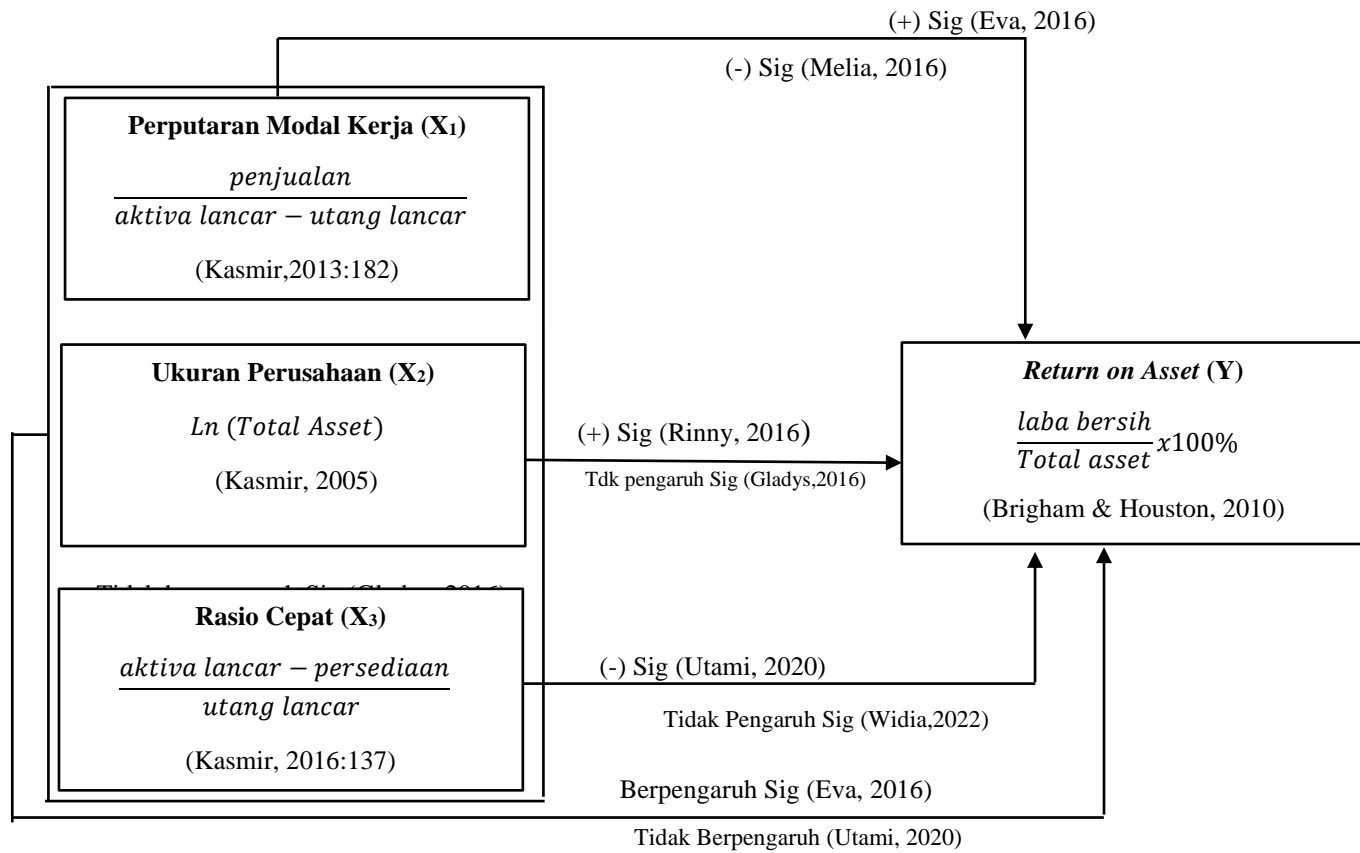 (+) Sig (Eva, 2016)
(-) Sig (Melia, 2016)
Perputaran Modal Kerja (X₁)
penjualan
aktiva lancar – utang lancar
(Kasmir,2013:182)
Ukuran Perusahaan (X₂)
Ln (Total Asset)
(Kasmir, 2005)
(+) Sig (Rinny, 2016)
Tdk pengaruh Sig (Gladys,2016)
Return on Asset (Y)
laba bersih
Total asset x100%
(Brigham & Houston, 2010)
Rasio Cepat (X₃)
aktiva lancar – persediaan
utang lancar
(Kasmir, 2016:137)
(-) Sig (Utami, 2020)
Tidak Pengaruh Sig (Widia,2022)
Berpengaruh Sig (Eva, 2016)
Tidak Berpengaruh (Utami, 2020)